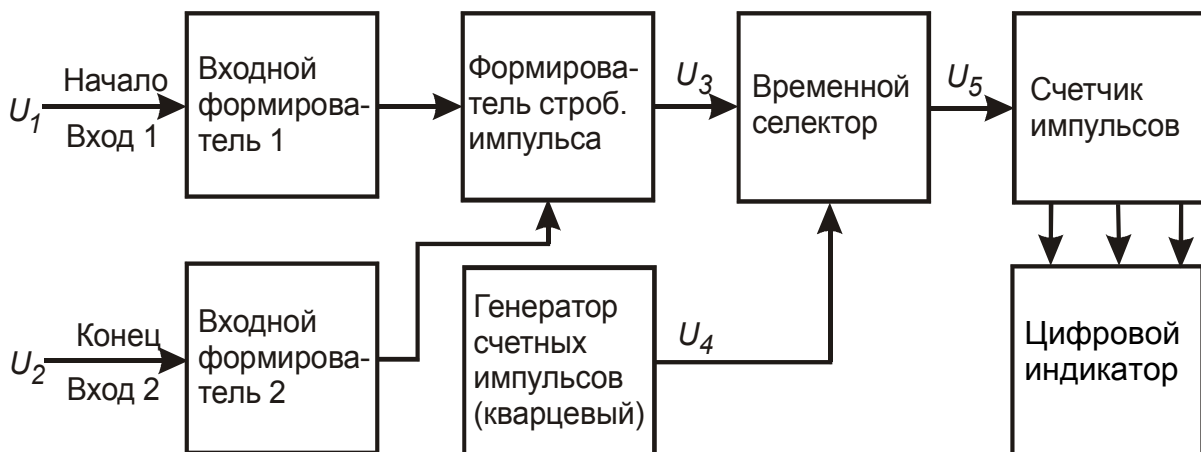 U1
Начало
Вход 1
Входной
формирова-
тель 1
Формирова-
тель строб.
импульса
U3
Временной
селектор
U5
Счетчик
импульсов
U2
Конец
Вход 2
Входной
формирова-
тель 2
Генератор
счетных
импульсов
(кварцевый)
U4
Цифровой
индикатор